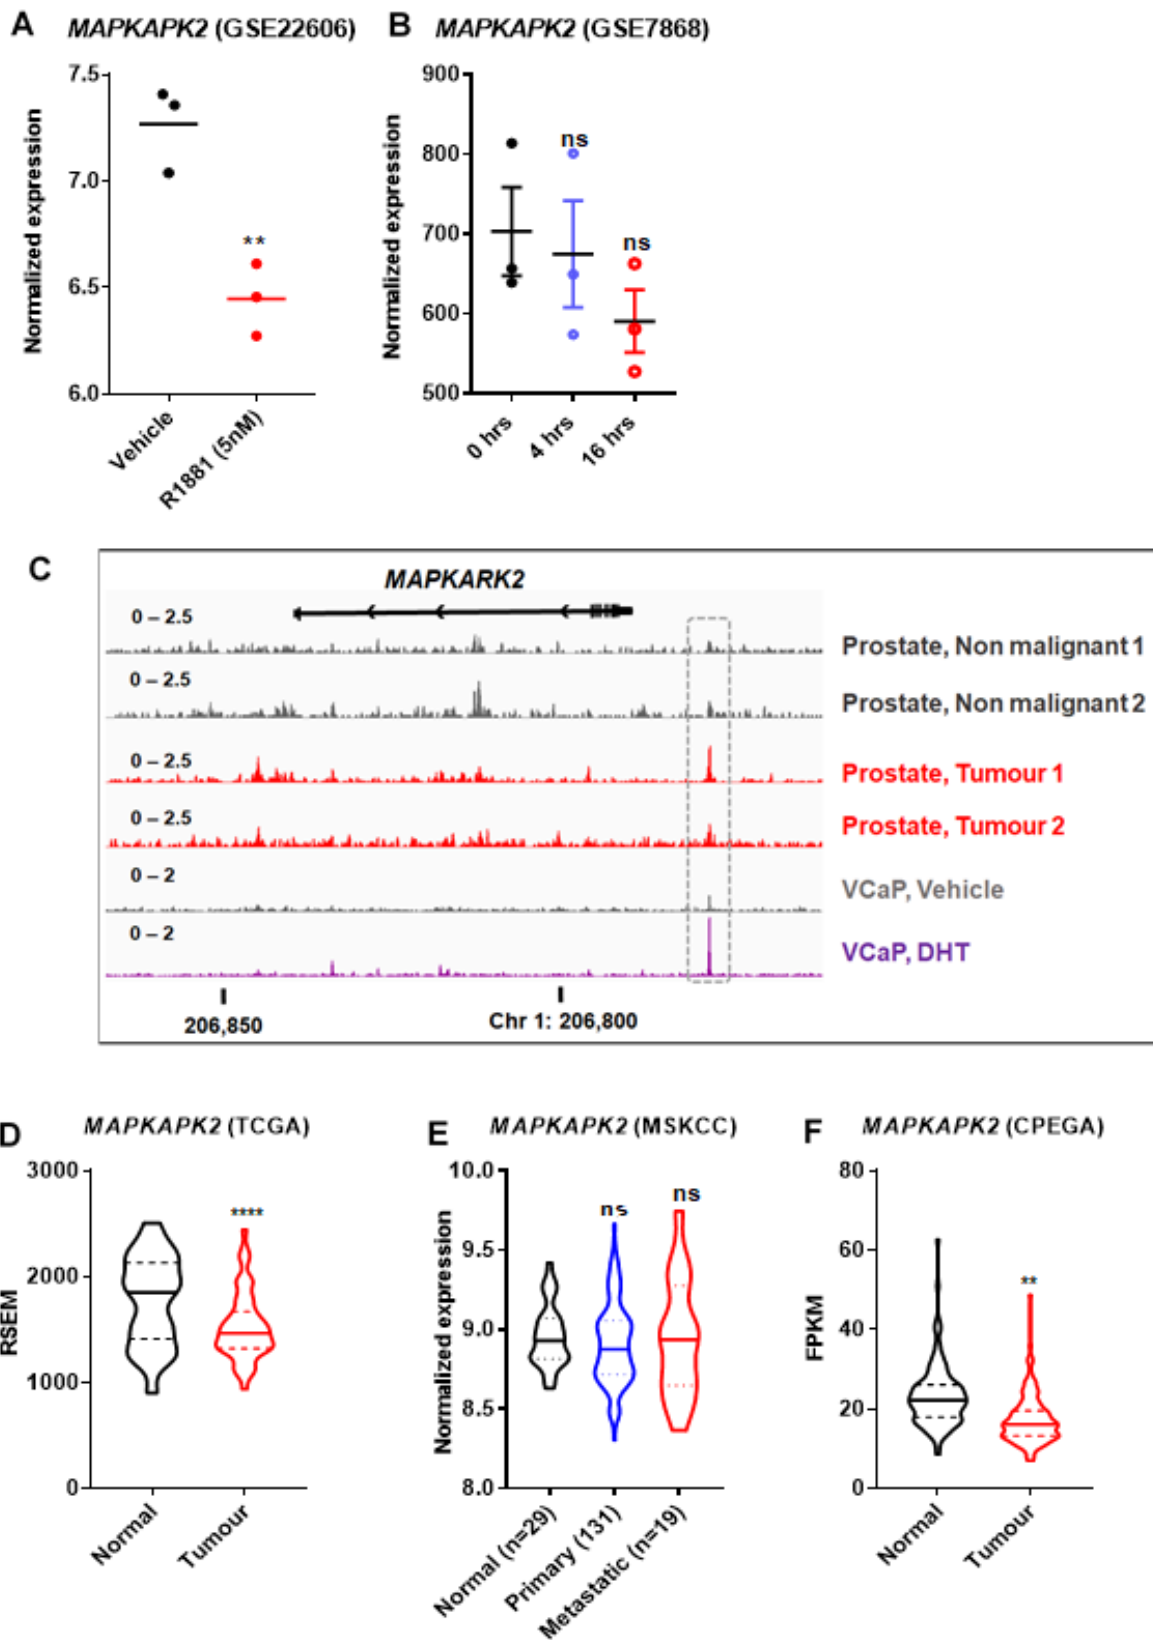 A MAPKAPK2 (GSE22606)
7.5
7.0
6.5
6.0
Normalized expression
**
Vehicle
R1881 (5nM)
B MAPKAPK2 (GSE7868)
900
800
700
600
500
Normalized expression
ns
ns
0 hrs
4 hrs
16 hrs
C
MAPKARK2
0 – 2.5
Prostate, Non malignant 1
0 – 2.5
Prostate, Non malignant 2
0 – 2.5
Prostate, Tumour 1
0 – 2.5
Prostate, Tumour 2
0 – 2
VCaP, Vehicle
0 – 2
VCaP, DHT
206,850
Chr 1: 206,800
D MAPKAPK2 (TCGA)
3000
2000
1000
0
RSEM
****
Normal
Tumour
E MAPKAPK2 (MSKCC)
10.0
9.5
9.0
8.5
8.0
Normalized expression
ns
ns
Normal (n=29)
Primary (131)
Metastatic (n=19)
F MAPKAPK2 (CPEGA)
80
60
40
20
0
FPKM
**
Normal
Tumour